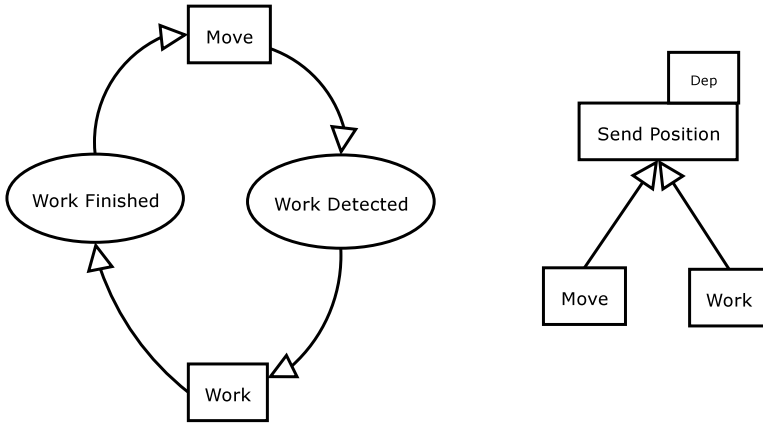 Move
Work Finished
Work Detected
Work
Dep
Send Position
Move
Work